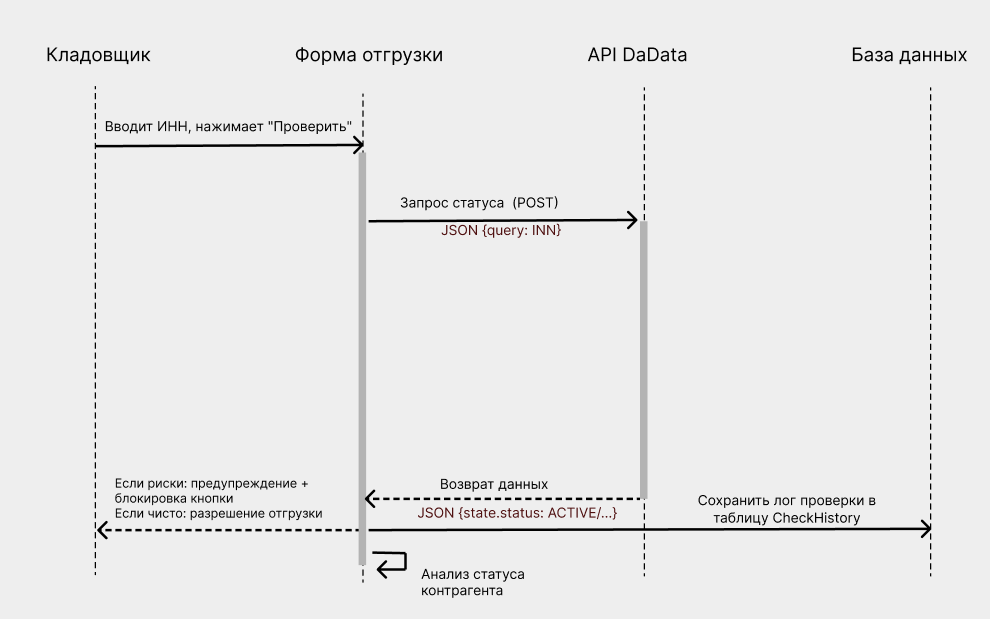 Кладовщик
Форма отгрузки
API DaData
База данных
Вводит ИНН, нажимает "Проверить"
Запрос статуса (POST)
JSON {query: INN}
Если риски: предупреждение +
блокировка кнопки
Если чисто: разрешение отгрузки
Возврат данных
JSON {state.status: ACTIVE/...}
Сохранить лог проверки в
таблицу CheckHistory
Анализ статуса
контрагента